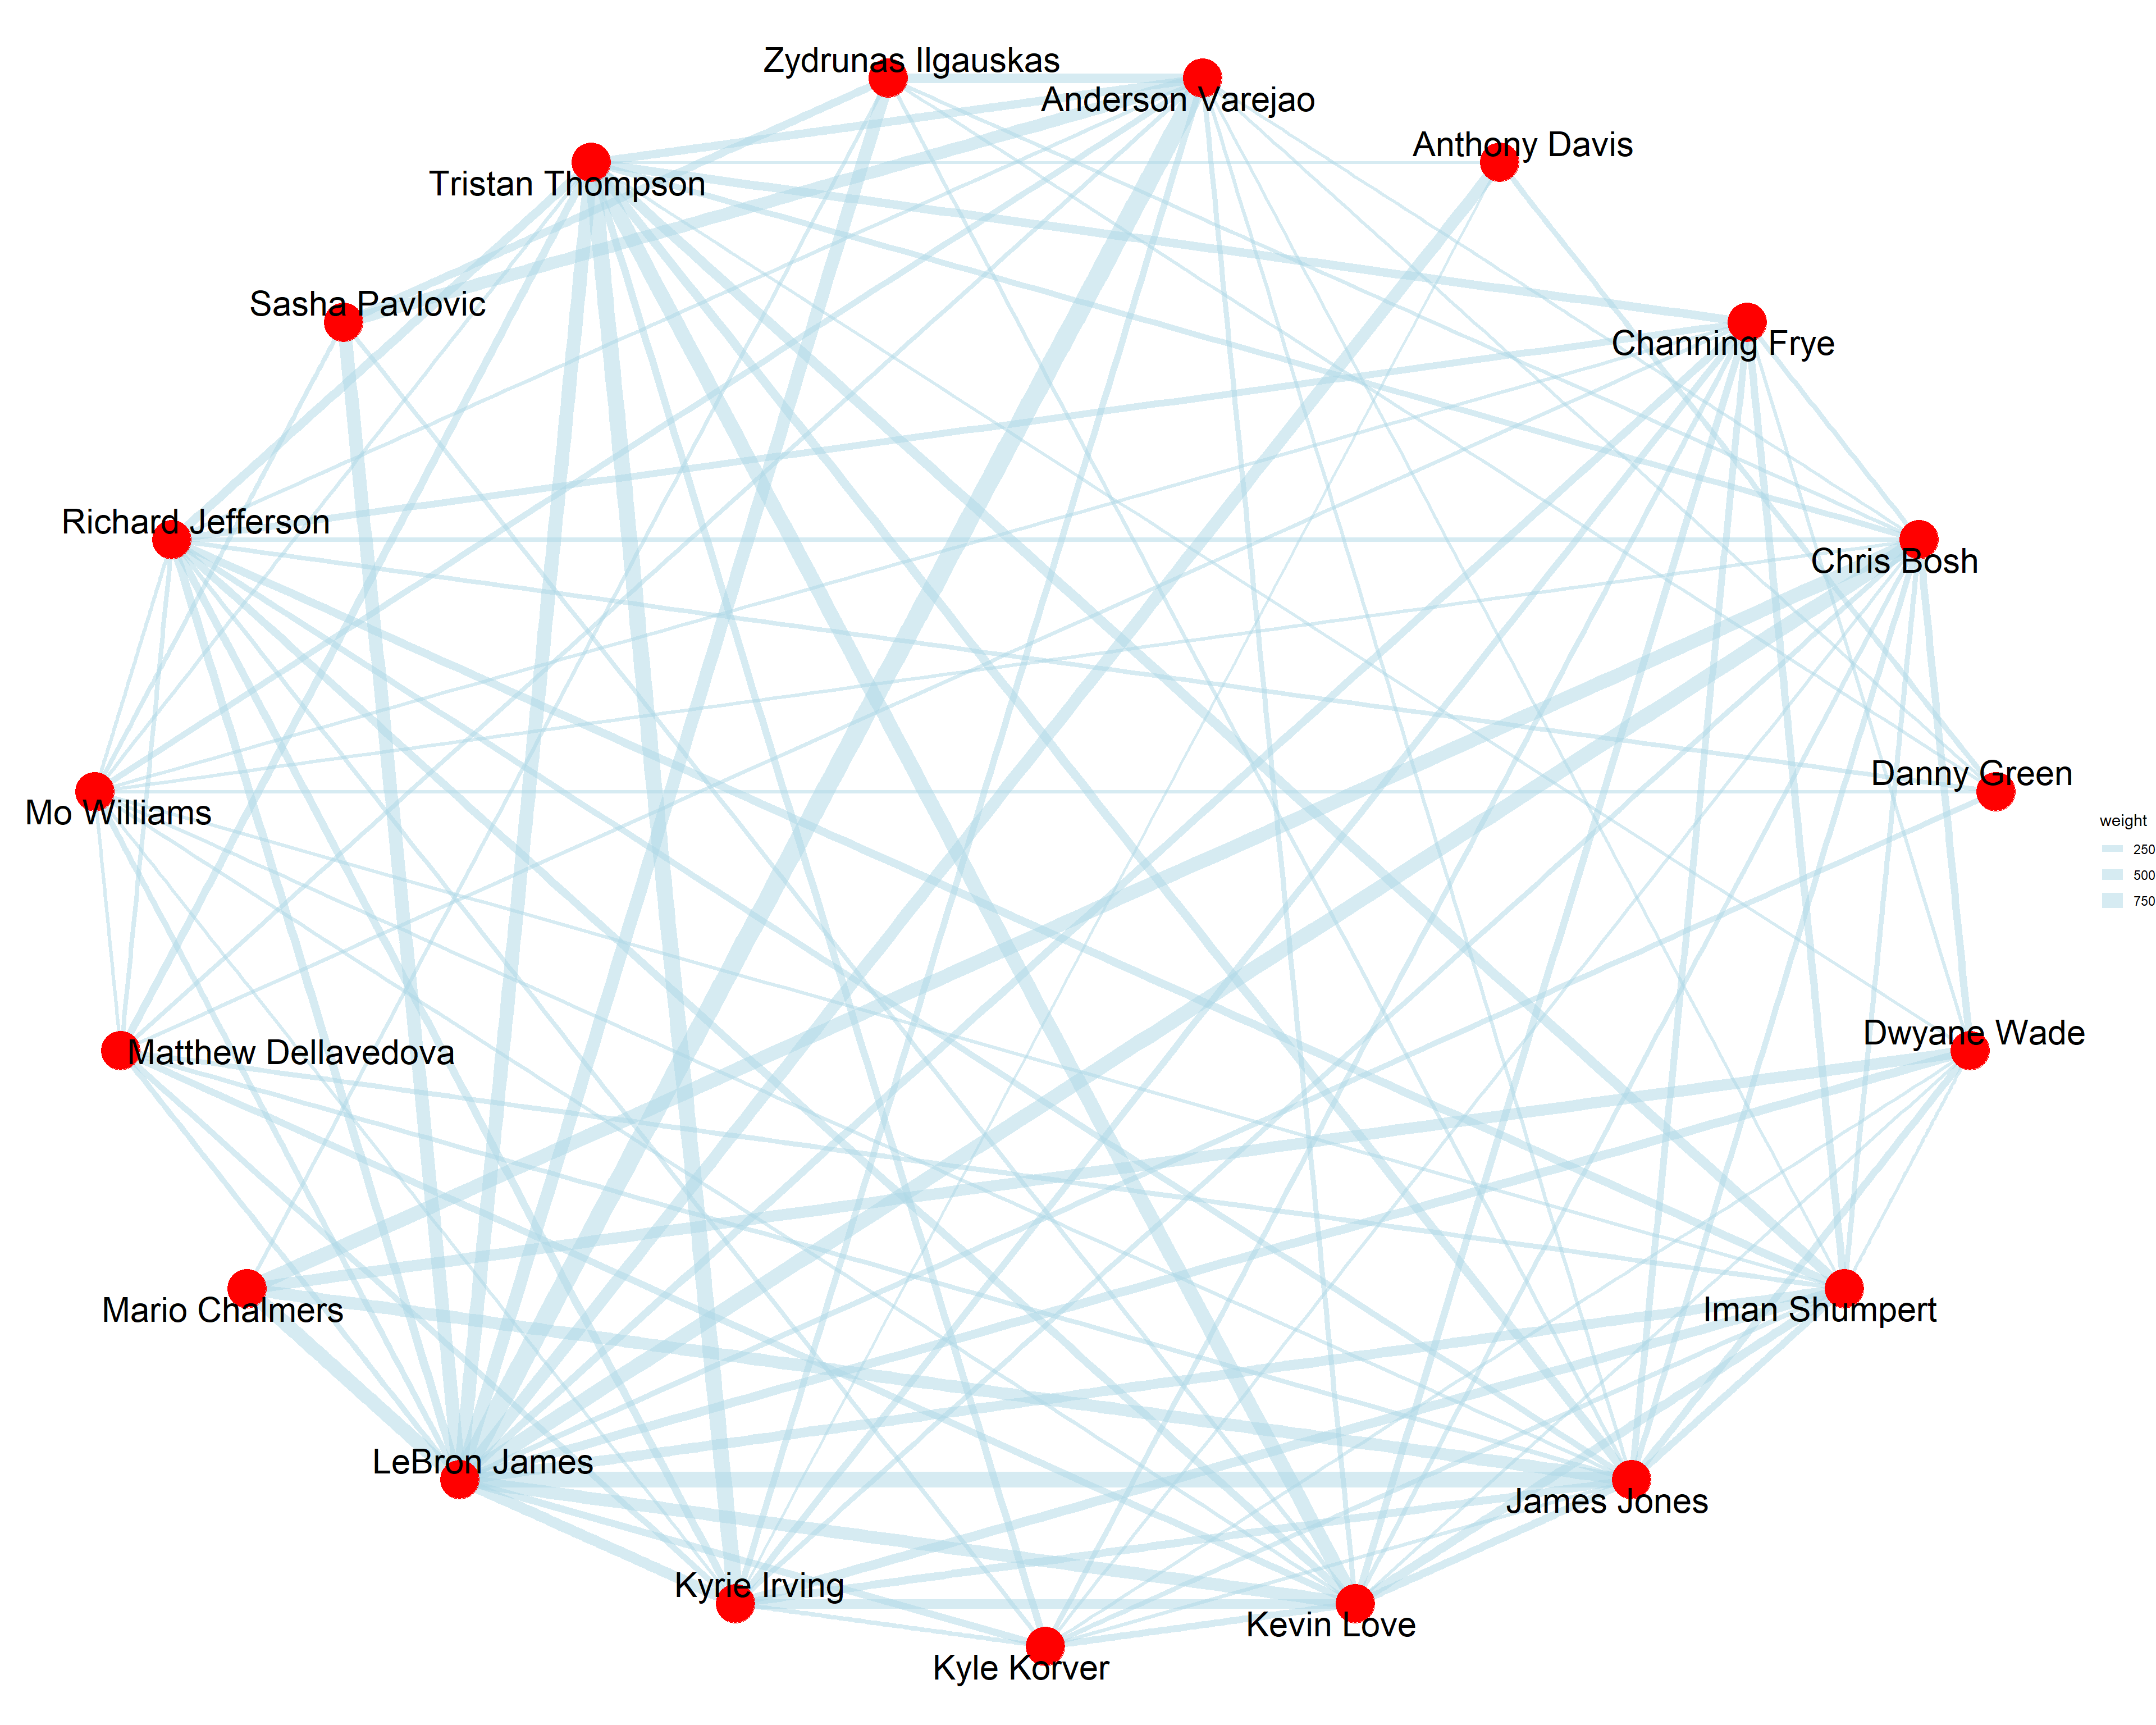 Zydrunas Ilgauskas
Anderson Varejao
Anthony Davis
Tristan Thompson
Sasha Pavlovic
Channing Frye
Richard Jefferson
Chris Bosh
Danny Green
Mo Williams
weight
250
500
750
Dwyane Wade
Matthew Dellavedova
Mario Chalmers
Iman Shumpert
LeBron James
James Jones
Kyrie Irving
Kevin Love
Kyle Korver